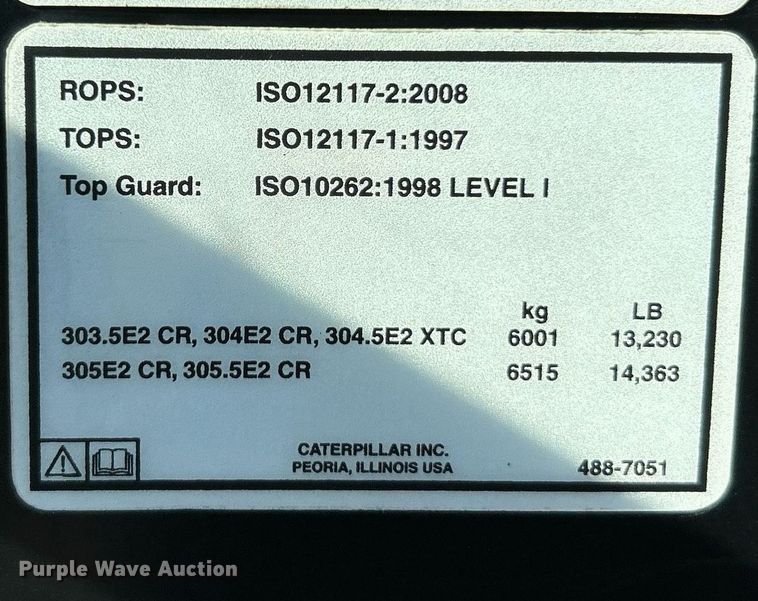 ROPS: ISO12117-2:2008
TOPS: ISO12117-1:1997
Top Guard: ISO10262:1998 LEVEL I
kg LB
303.5E2 CR, 304E2 CR, 304.5E2 XTC 6001 13,230
305E2 CR, 305.5E2 CR 6515 14,363
CATERPILLAR INC.
PEORIA, ILLINOIS USA 488-7051
Purple Wave Auction